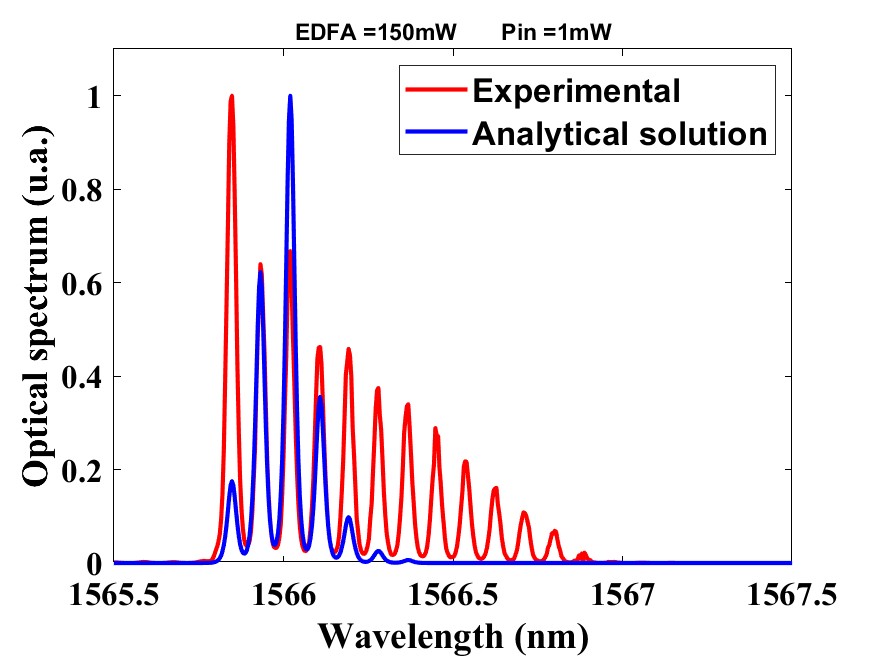 EDFA =150mW Pin =1mW
Experimental
Analytical solution
Optical spectrum (u.a.)
1
0.8
0.6
0.4
0.2
0
1565.5 1566 1566.5 1567 1567.5
Wavelength (nm)